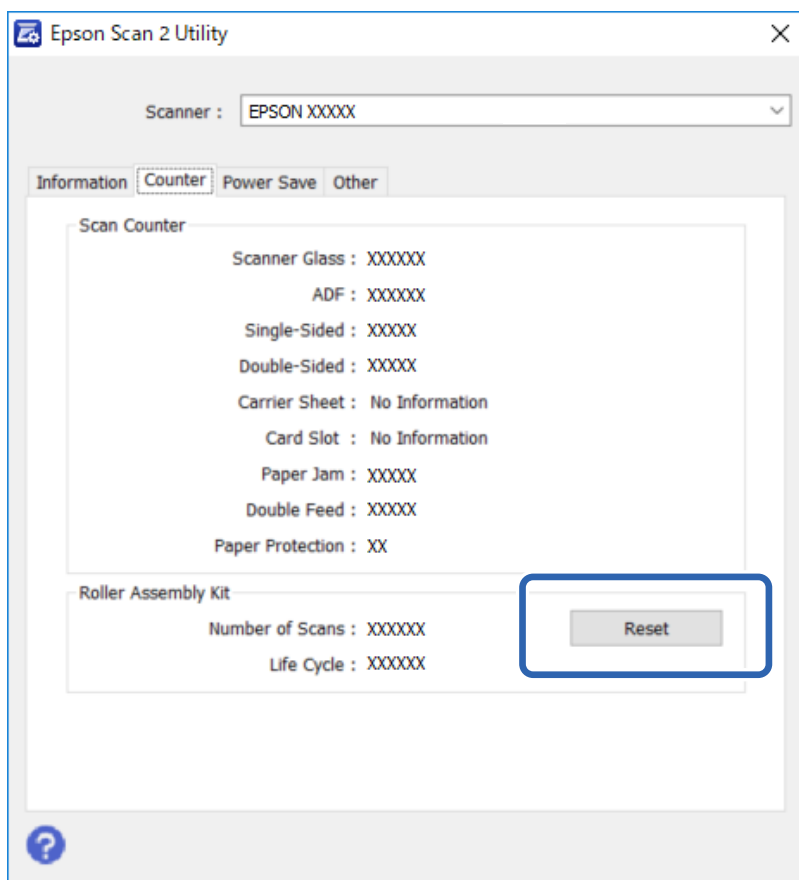 Epson Scan 2 Utility
Scanner : EPSON XXXXX
Information Counter Power Save Other
Scan Counter
Scanner Glass : XXXXXX
ADF : XXXXXX
Single-Sided : XXXXX
Double-Sided : XXXXX
Carrier Sheet : No Information
Card Slot : No Information
Paper Jam : XXXXX
Double Feed : XXXXX
Paper Protection : XX
Roller Assembly Kit
Number of Scans : XXXXXX Reset
Life Cycle : XXXXXX
?